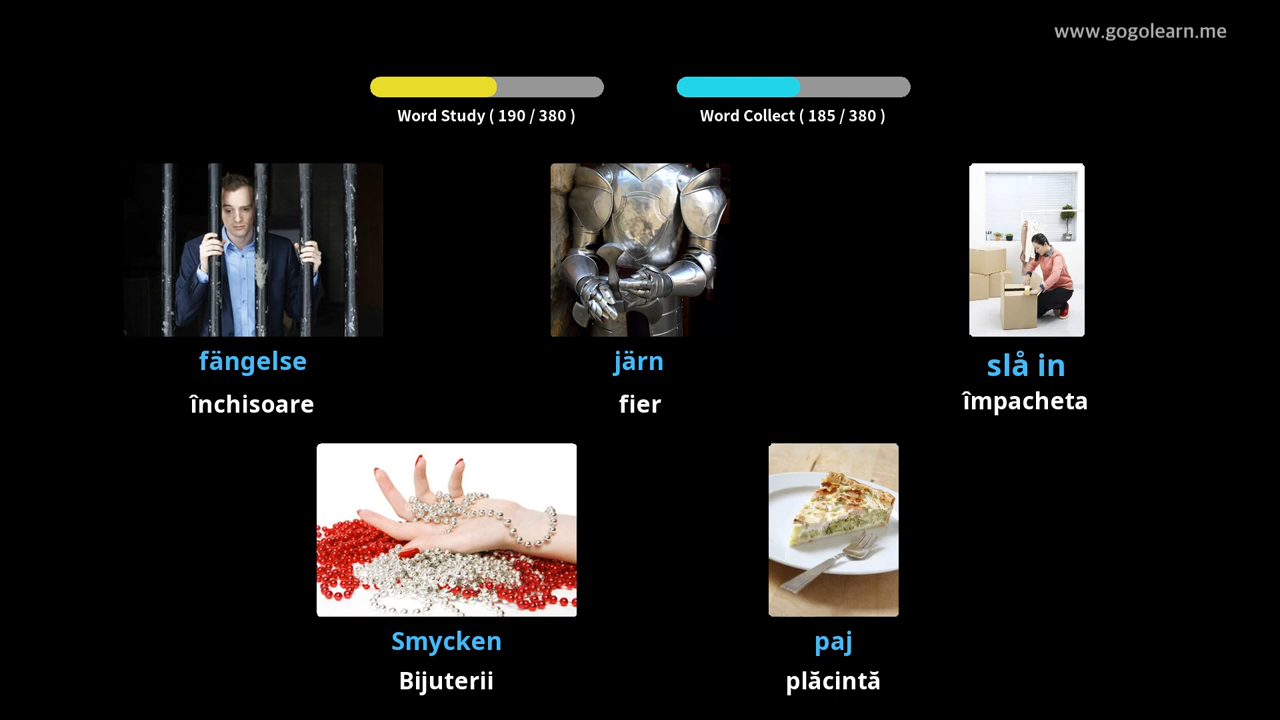 www.gogolearn.me
Word Study ( 190 / 380 )
Word Collect ( 185 / 380 )
fängelse
închisoare
järn
fier
slå in
împacheta
Smycken
Bijuterii
paj
plăcintă